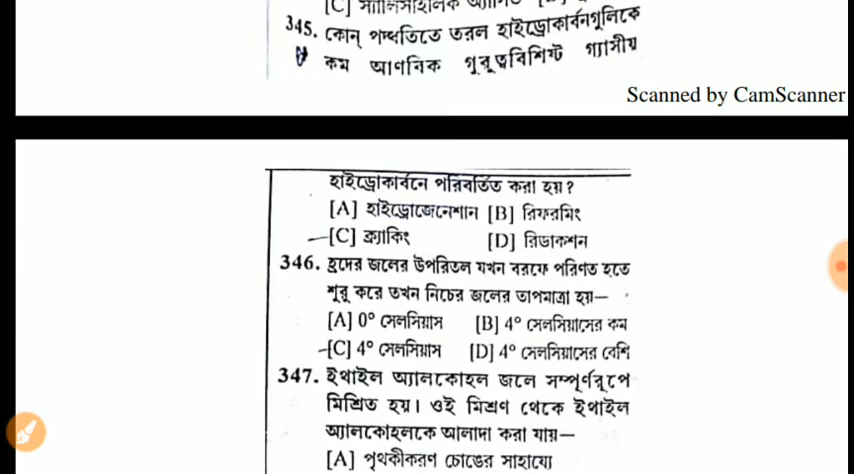 [C] স্যালিসাইলিক
345. কোন্ পদ্ধতিতে তরল হাইড্রোকার্বনগুলিকে
কম আণবিক গুরুত্ববিশিষ্ট গ্যাসীয়
Scanned by CamScanner
হাইড্রোকার্বনে পরিবর্তিত করা হয়?
[A] হাইড্রোজেনেশান [B] রিফরমিং
[C] ক্র্যাকিং [D] রিডাকশন
346. হ্রদের জলের উপরিতল যখন বরফে পরিণত হতে
শুরু করে তখন নিচের জলের তাপমাত্রা হয়—
[A] 0° সেলসিয়াস [B] 4° সেলসিয়াসের কম
[C] 4° সেলসিয়াস [D] 4° সেলসিয়াসের বেশি
347. ইথাইল অ্যালকোহল জলে সম্পূর্ণরূপে
মিশ্রিত হয়। ওই মিশ্রণ থেকে ইথাইল
অ্যালকোহলকে আলাদা করা যায়—
[A] পৃথকীকরণ চোঙের সাহায্যে